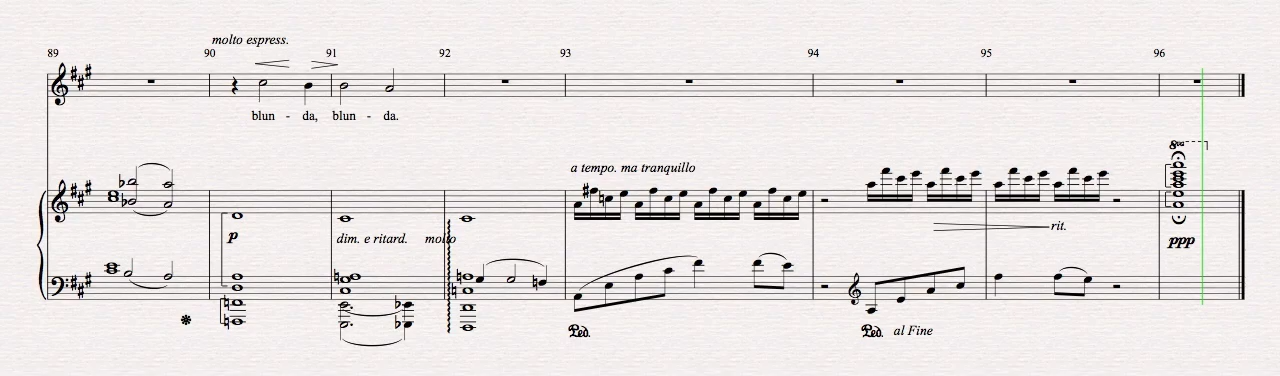 molto espress.
89 90 91 92 93 94 95 96
blun - da, blun - da.
a tempo. ma tranquillo
8va
p dim. e ritard. molto rit. ppp
Ped. Ped. al Fine